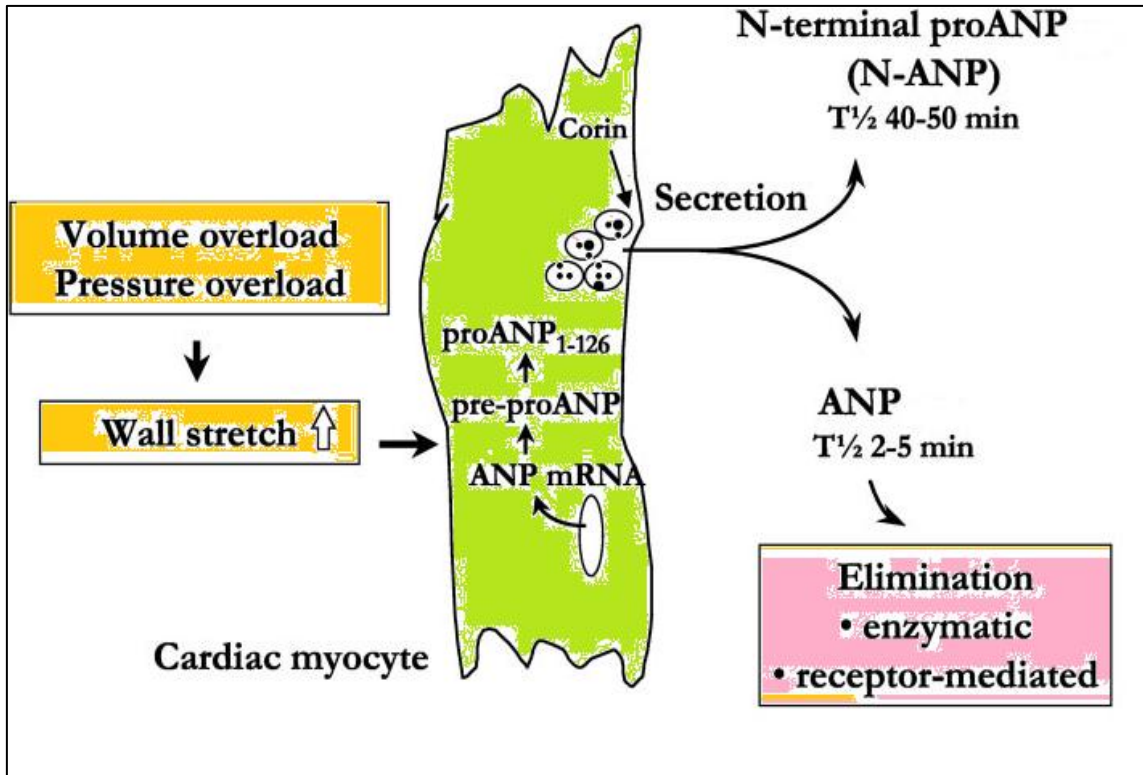 N-terminal proANP
(N-ANP)
T½ 40-50 min
Corin
Secretion
Volume overload
Pressure overload
Wall stretch
proANP1-126
pre-proANP
ANP mRNA
ANP
T½ 2-5 min
Elimination
• enzymatic
• receptor-mediated
Cardiac myocyte